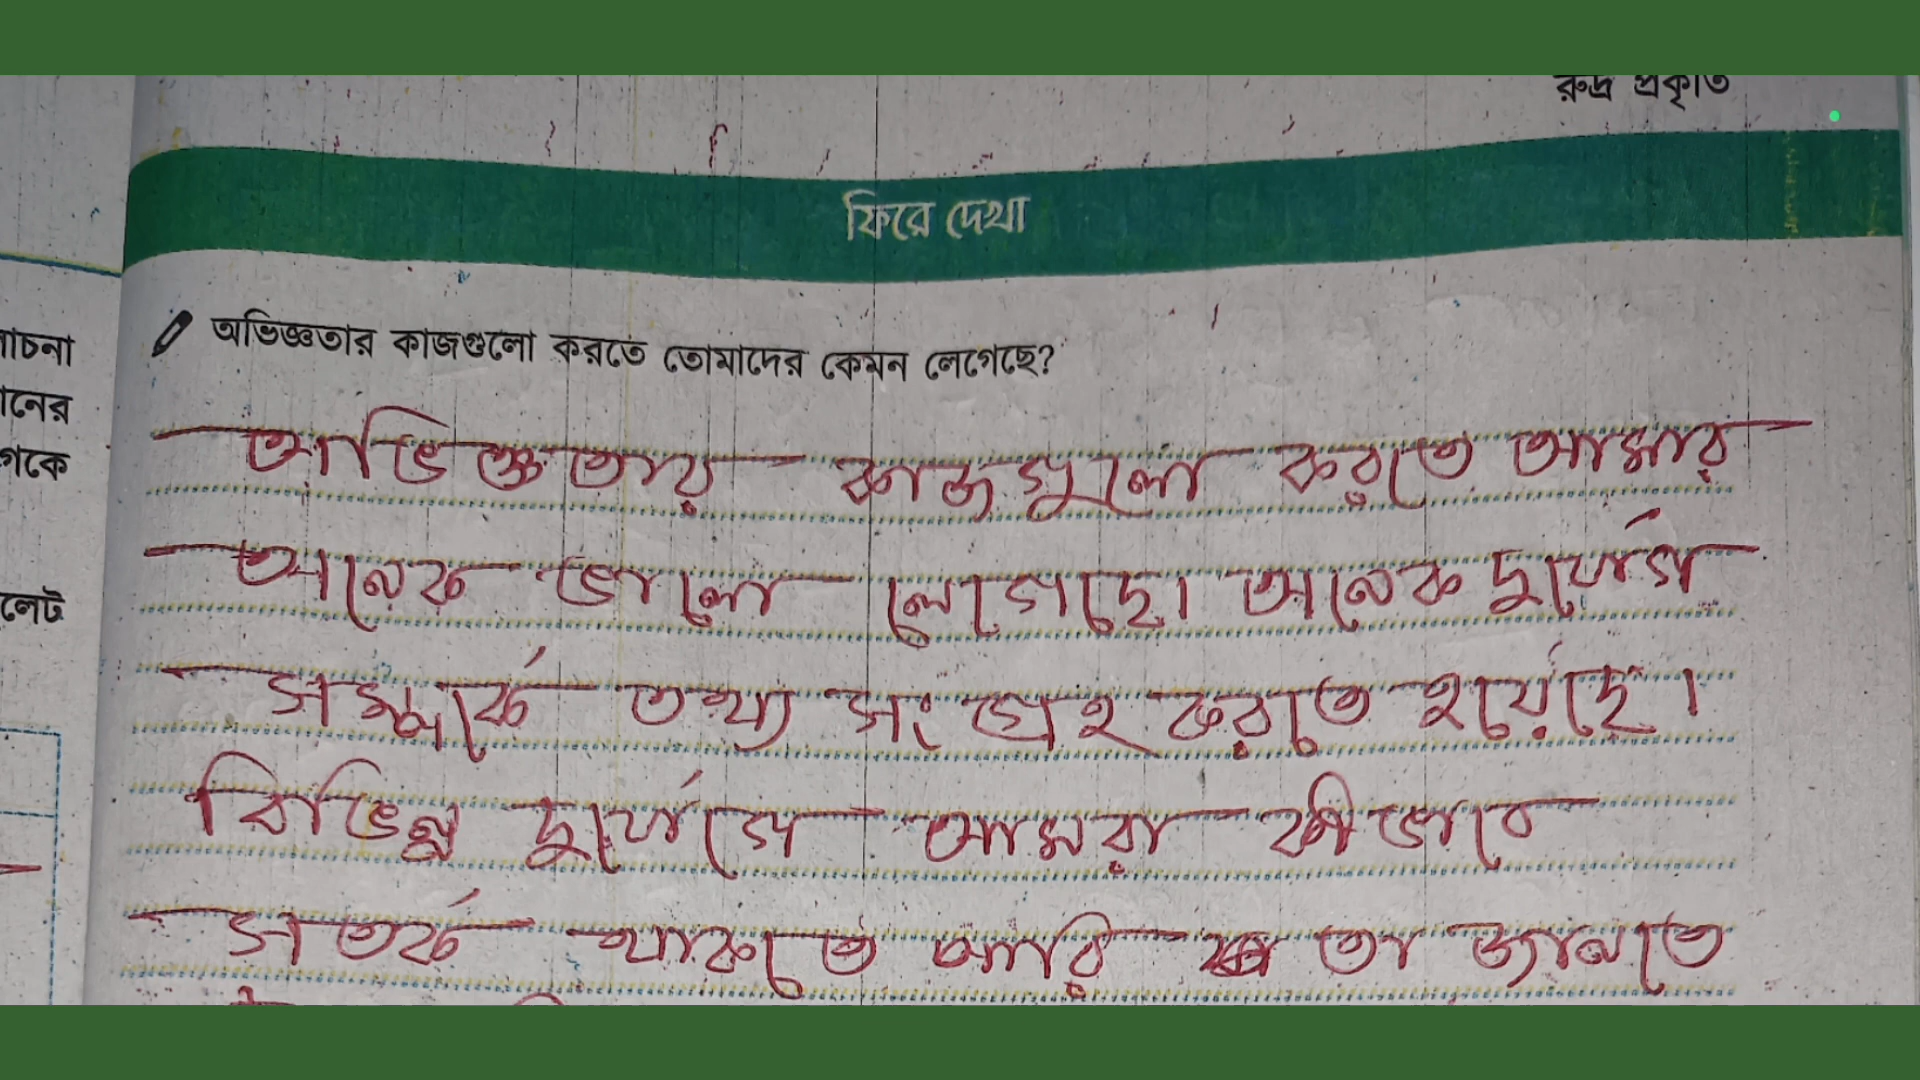 রুদ্র প্রকৃতি
ফিরে দেখা
অভিজ্ঞতার কাজগুলো করতে তোমাদের কেমন লেগেছে?
অভিজ্ঞতার কাজগুলো করতে আমার
অনেক ভালো লেগেছে। অনেক দুর্যোগ
সম্পর্কে তথ্য সংগ্রহ করতে হয়েছে।
বিভিন্ন দুর্যোগে আমরা কীভাবে
সতর্ক থাকতে পারি তা জানতে
গকে
লেট